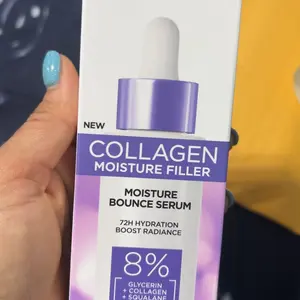 NEW
COLLAGEN
MOISTURE FILLER
MOISTURE
BOUNCE SERUM
72H HYDRATION
BOOST RADIANCE
8%
GLYCERIN
+ COLLAGEN
+ SQUALANE